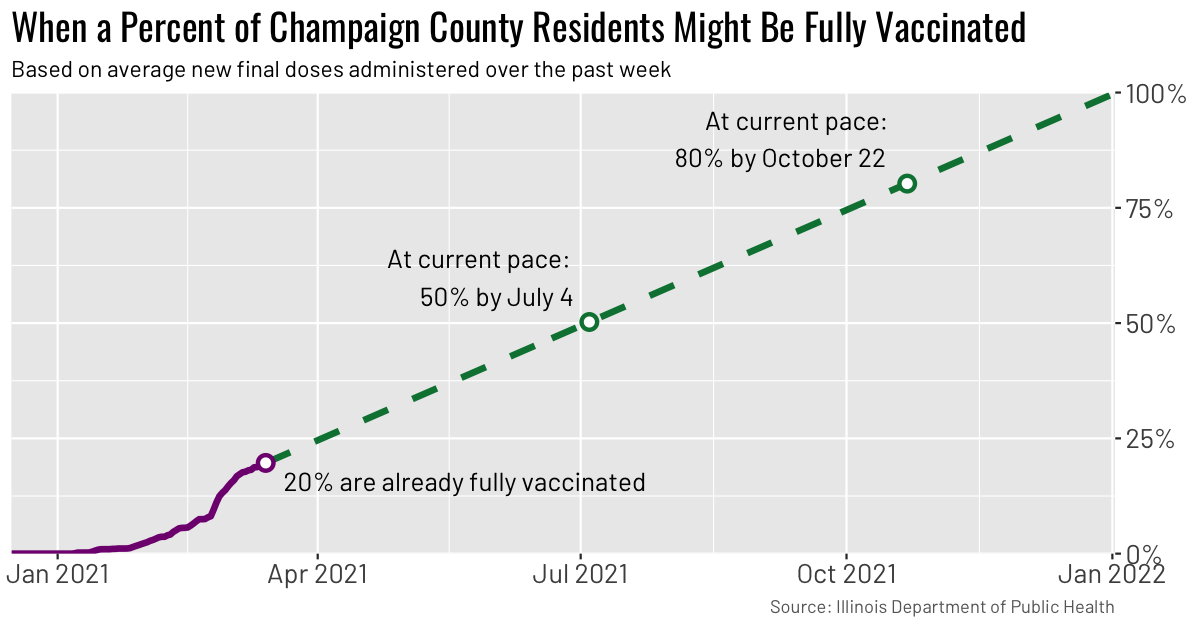 When a Percent of Champaign County Residents Might Be Fully Vaccinated
Based on average new final doses administered over the past week
100%
At current pace:
80% by October 22
75%
At current pace:
50% by July 4
50%
25%
20% are already fully vaccinated
0%
Jan 2021
Apr 2021
Jul 2021
Oct 2021
Jan 2022
Source: Illinois Department of Public Health